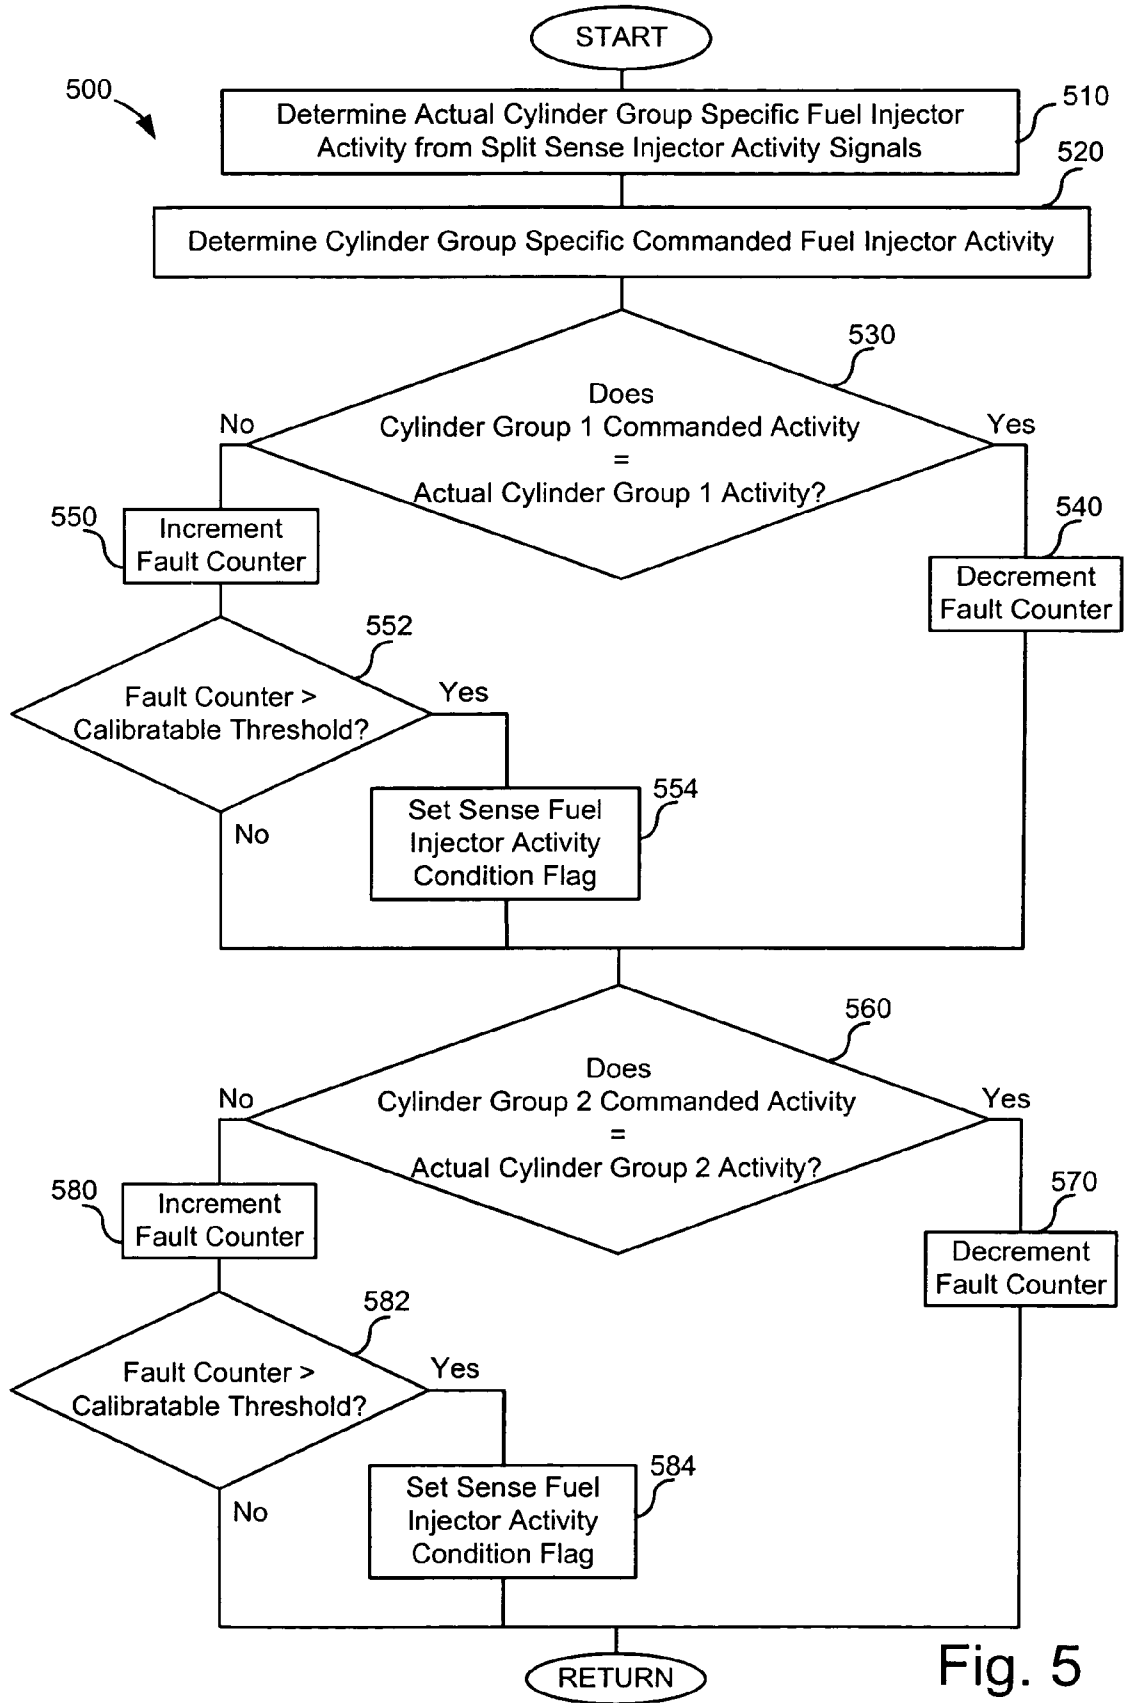 START
500
Determine Actual Cylinder Group Specific Fuel Injector
Activity from Split Sense Injector Activity Signals
510
520
Determine Cylinder Group Specific Commanded Fuel Injector Activity
530
Does
Cylinder Group 1 Commanded Activity
=
Actual Cylinder Group 1 Activity?
No
Yes
550
Increment
Fault Counter
540
Decrement
Fault Counter
552
Fault Counter >
Calibratable Threshold?
Yes
No
554
Set Sense Fuel
Injector Activity
Condition Flag
560
Does
Cylinder Group 2 Commanded Activity
=
Actual Cylinder Group 2 Activity?
No
Yes
580
Increment
Fault Counter
570
Decrement
Fault Counter
582
Fault Counter >
Calibratable Threshold?
Yes
No
584
Set Sense Fuel
Injector Activity
Condition Flag
RETURN
Fig. 5